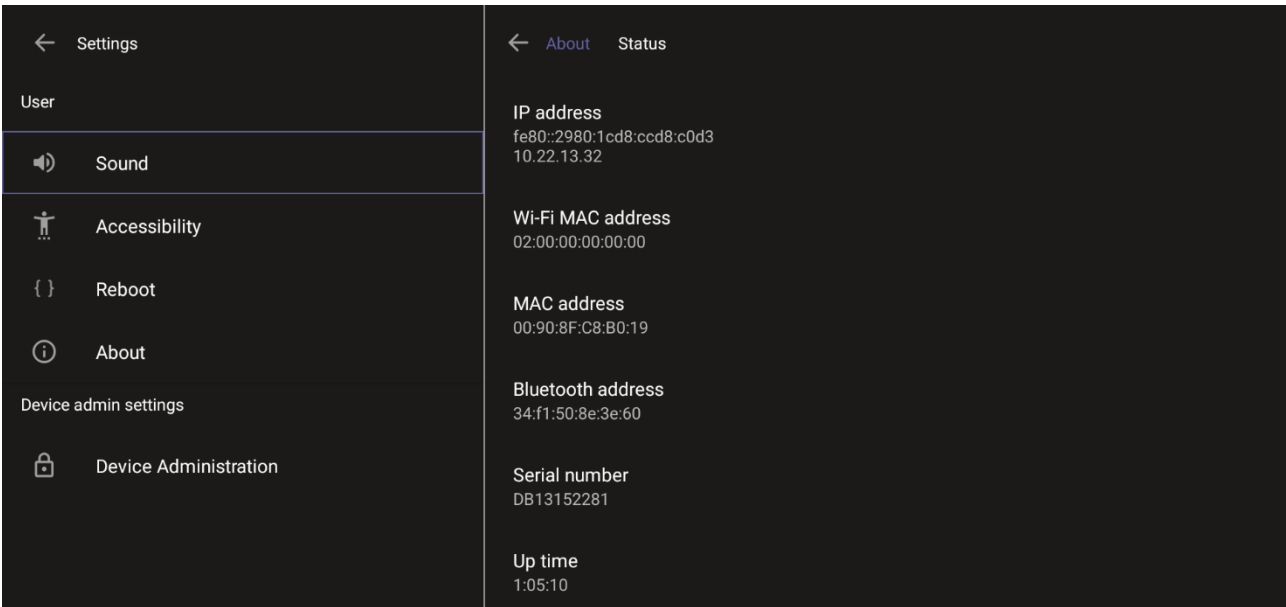 Settings
User
Sound
Accessibility
Reboot
About
Device admin settings
Device Administration
About Status
IP address
fe80::2980:1cd8:ccd8:c0d3
10.22.13.32
Wi-Fi MAC address
02:00:00:00:00:00
MAC address
00:90:8F:C8:B0:19
Bluetooth address
34:f1:50:8e:3e:60
Serial number
DB13152281
Up time
1:05:10